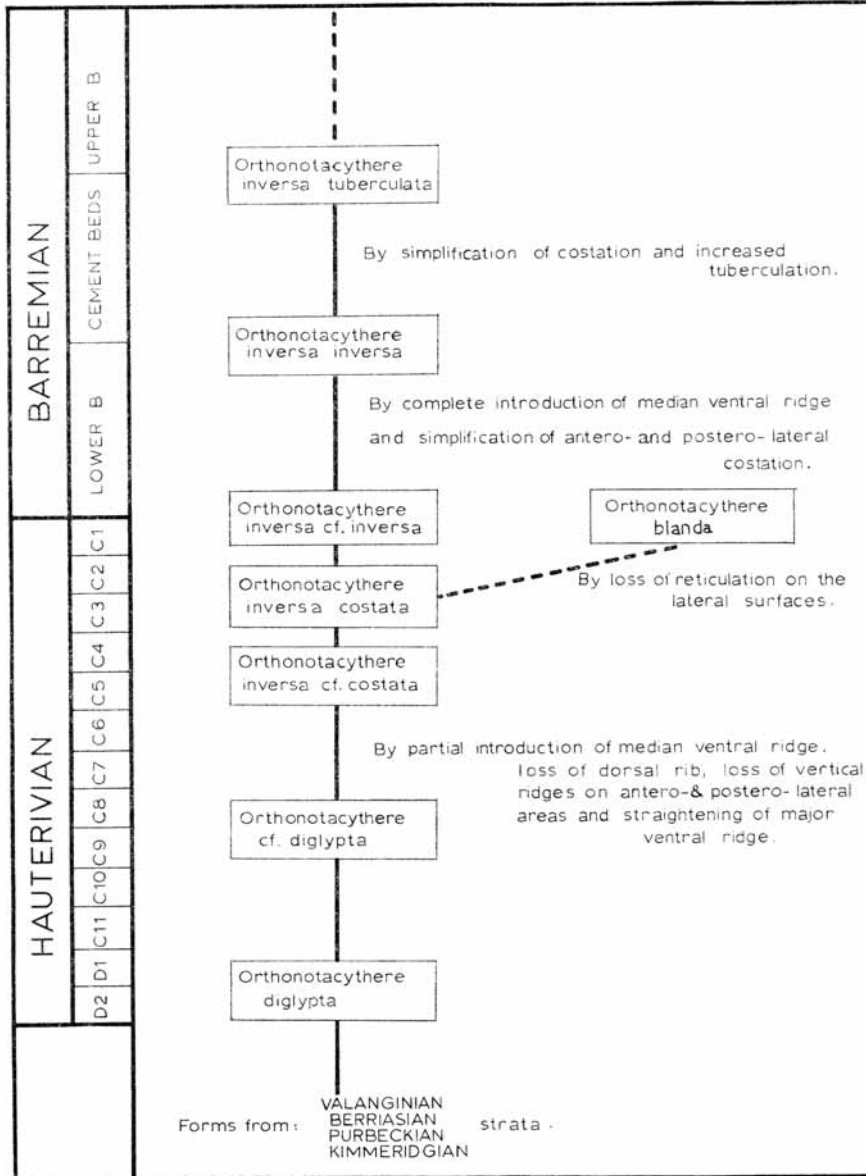 BARREMIAN
HAUTERIVIAN
UPPER B
CEMENT BEDS
LOWER B
C1
C2
C3
C4
C5
C6
C7
C8
C9
C10
C11
D1
D2
Orthonotacythere
inversa tuberculata
By simplification of costation and increased
tuberculation.
Orthonotacythere
inversa inversa
By complete introduction of median ventral ridge
and simplification of antero- and postero-lateral
costation.
Orthonotacythere
inversa cf. inversa
Orthonotacythere
blanda
Orthonotacythere
inversa costata
By loss of reticulation on the
lateral surfaces.
Orthonotacythere
inversa cf. costata
By partial introduction of median ventral ridge,
loss of dorsal rib, loss of vertical
ridges on antero-& postero-lateral
areas and straightening of major
ventral ridge.
Orthonotacythere
cf. diglypta
Orthonotacythere
diglypta
Forms from: VALANGINIAN
BERRIASIAN strata.
PURBECKIAN
KIMMERIDGIAN